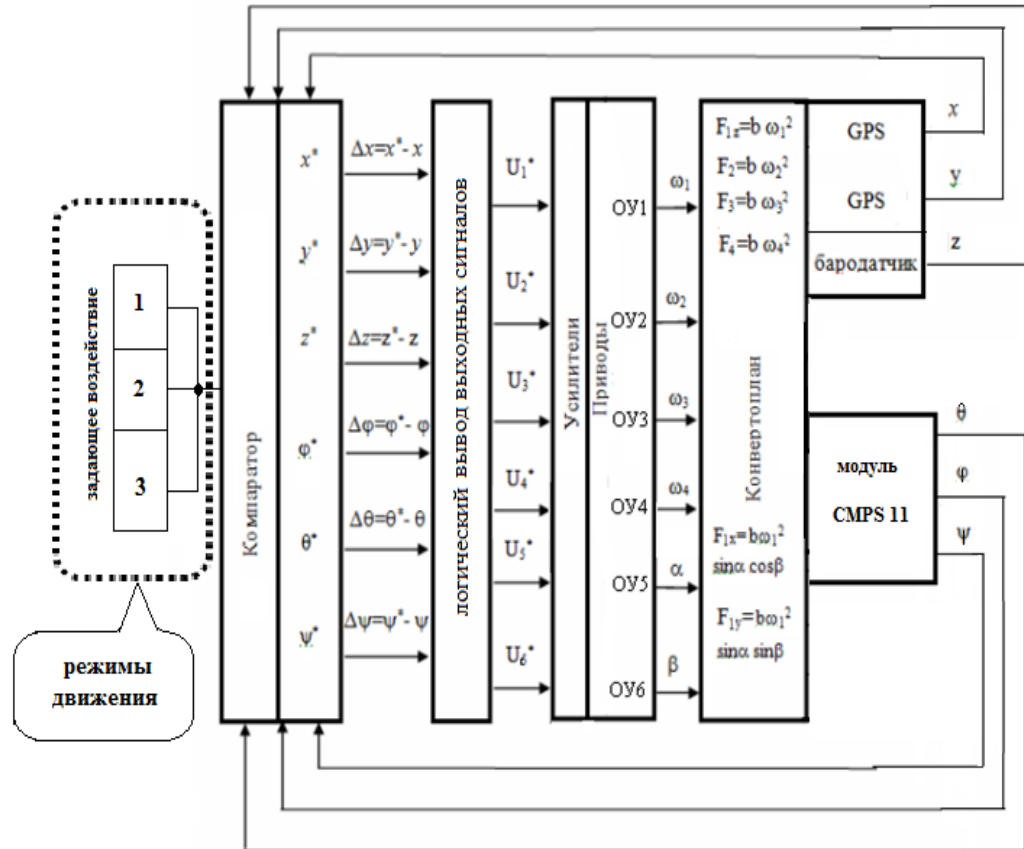 задающее воздействие
1
2
3
режимы
движения
Компаратор
x*
y*
z*
φ*
θ*
ψ*
Δx=x*- x
Δy=y*- y
Δz=z*- z
Δφ=φ*- φ
Δθ=θ*- θ
Δψ=ψ*- ψ
логический вывод выходных сигналов
U₁*
U₂*
U₃*
U₄*
U₅*
U₆*
Усилители
Приводы
ОУ1
ОУ2
ОУ3
ОУ4
ОУ5
ОУ6
ω₁
ω₂
ω₃
ω₄
α
β
F₁z=b ω₁²
F₂=b ω₂²
F₃=b ω₃²
F₄=b ω₄²
Конвертоплан
F₁ₓ=bω₁²
sinα cosβ
F₁y=bω₁²
sinα sinβ
GPS
GPS
бародатчик
x
y
z
модуль
CMPS 11
θ
φ
ψ